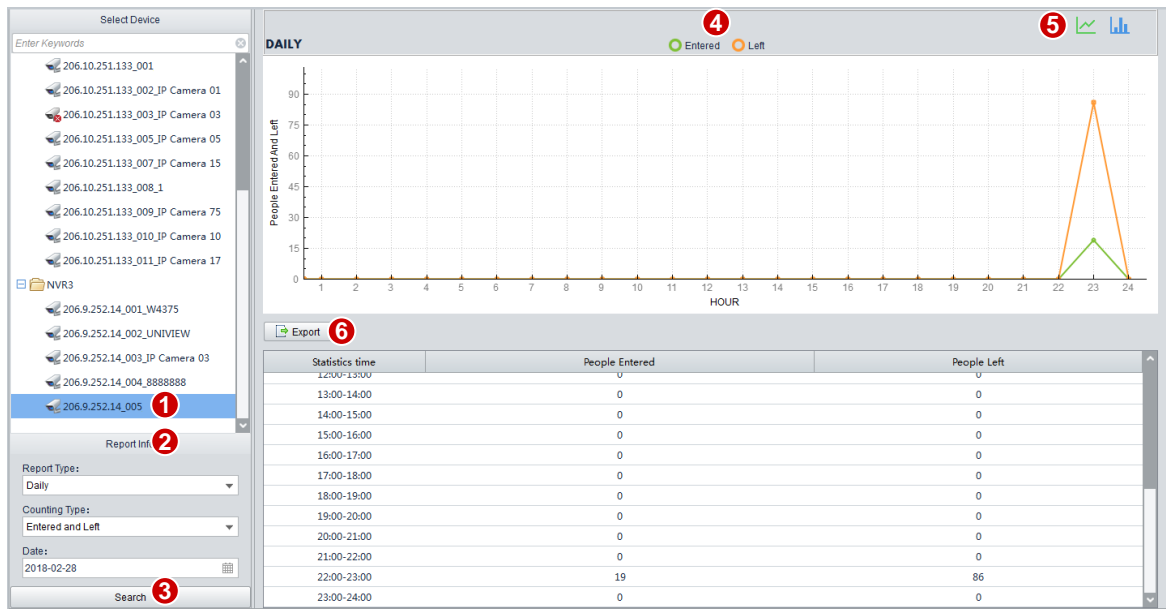 Select Device
Enter Keywords
206.10.251.133_001
206.10.251.133_002_IP Camera 01
206.10.251.133_003_IP Camera 03
206.10.251.133_005_IP Camera 05
206.10.251.133_007_IP Camera 15
206.10.251.133_008_1
206.10.251.133_009_IP Camera 75
206.10.251.133_010_IP Camera 10
206.10.251.133_011_IP Camera 17
NVR3
206.9.252.14_001_W4375
206.9.252.14_002_UNIVIEW
206.9.252.14_003_IP Camera 03
206.9.252.14_004_8888888
206.9.252.14_005 1
Report Inf 2
Report Type:
Daily
Counting Type:
Entered and Left
Date:
2018-02-28
Search 3
4
5
DAILY
Entered Left
People Entered And Left
90
75
60
45
30
15
0
1 2 3 4 5 6 7 8 9 10 11 12 13 14 15 16 17 18 19 20 21 22 23 24
HOUR
Export 6
Statistics time People Entered People Left
12:00-13:00 0 0
13:00-14:00 0 0
14:00-15:00 0 0
15:00-16:00 0 0
16:00-17:00 0 0
17:00-18:00 0 0
18:00-19:00 0 0
19:00-20:00 0 0
20:00-21:00 0 0
21:00-22:00 0 0
22:00-23:00 19 86
23:00-24:00 0 0